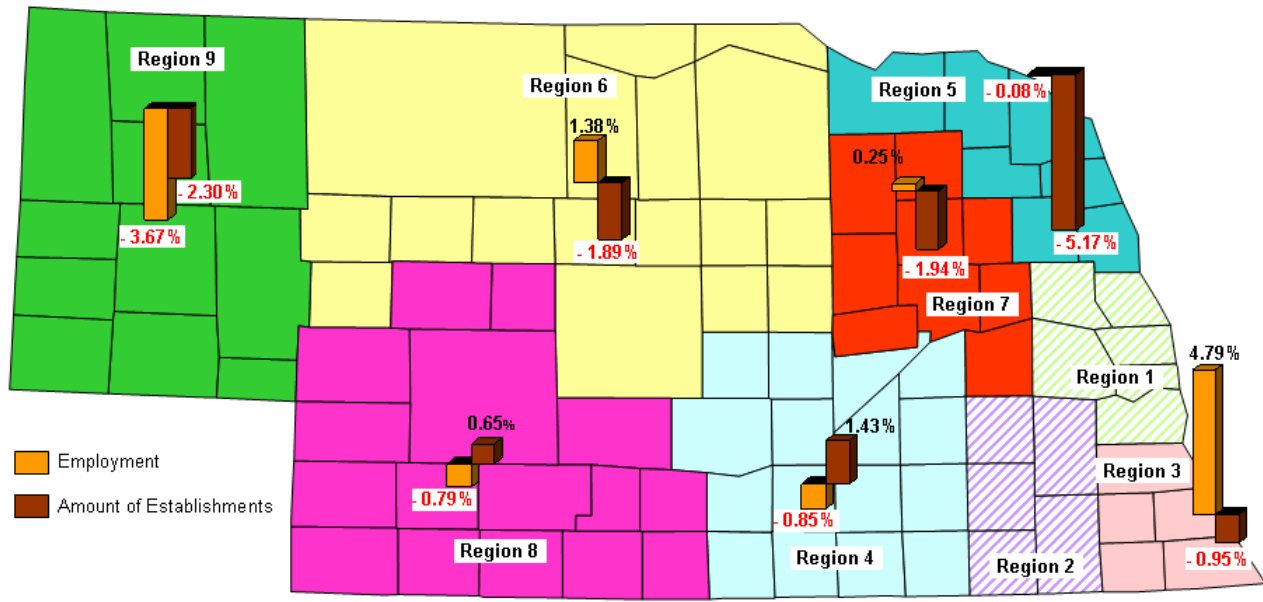 Region 9
- 3.67%
- 2.30%
Region 6
1.38%
- 1.89%
Region 5
- 0.08%
- 5.17%
0.25%
- 1.94%
Region 7
Region 1
4.79%
Region 3
- 0.95%
0.65%
- 0.79%
Region 8
1.43%
- 0.85%
Region 4
Region 2
Employment
Amount of Establishments